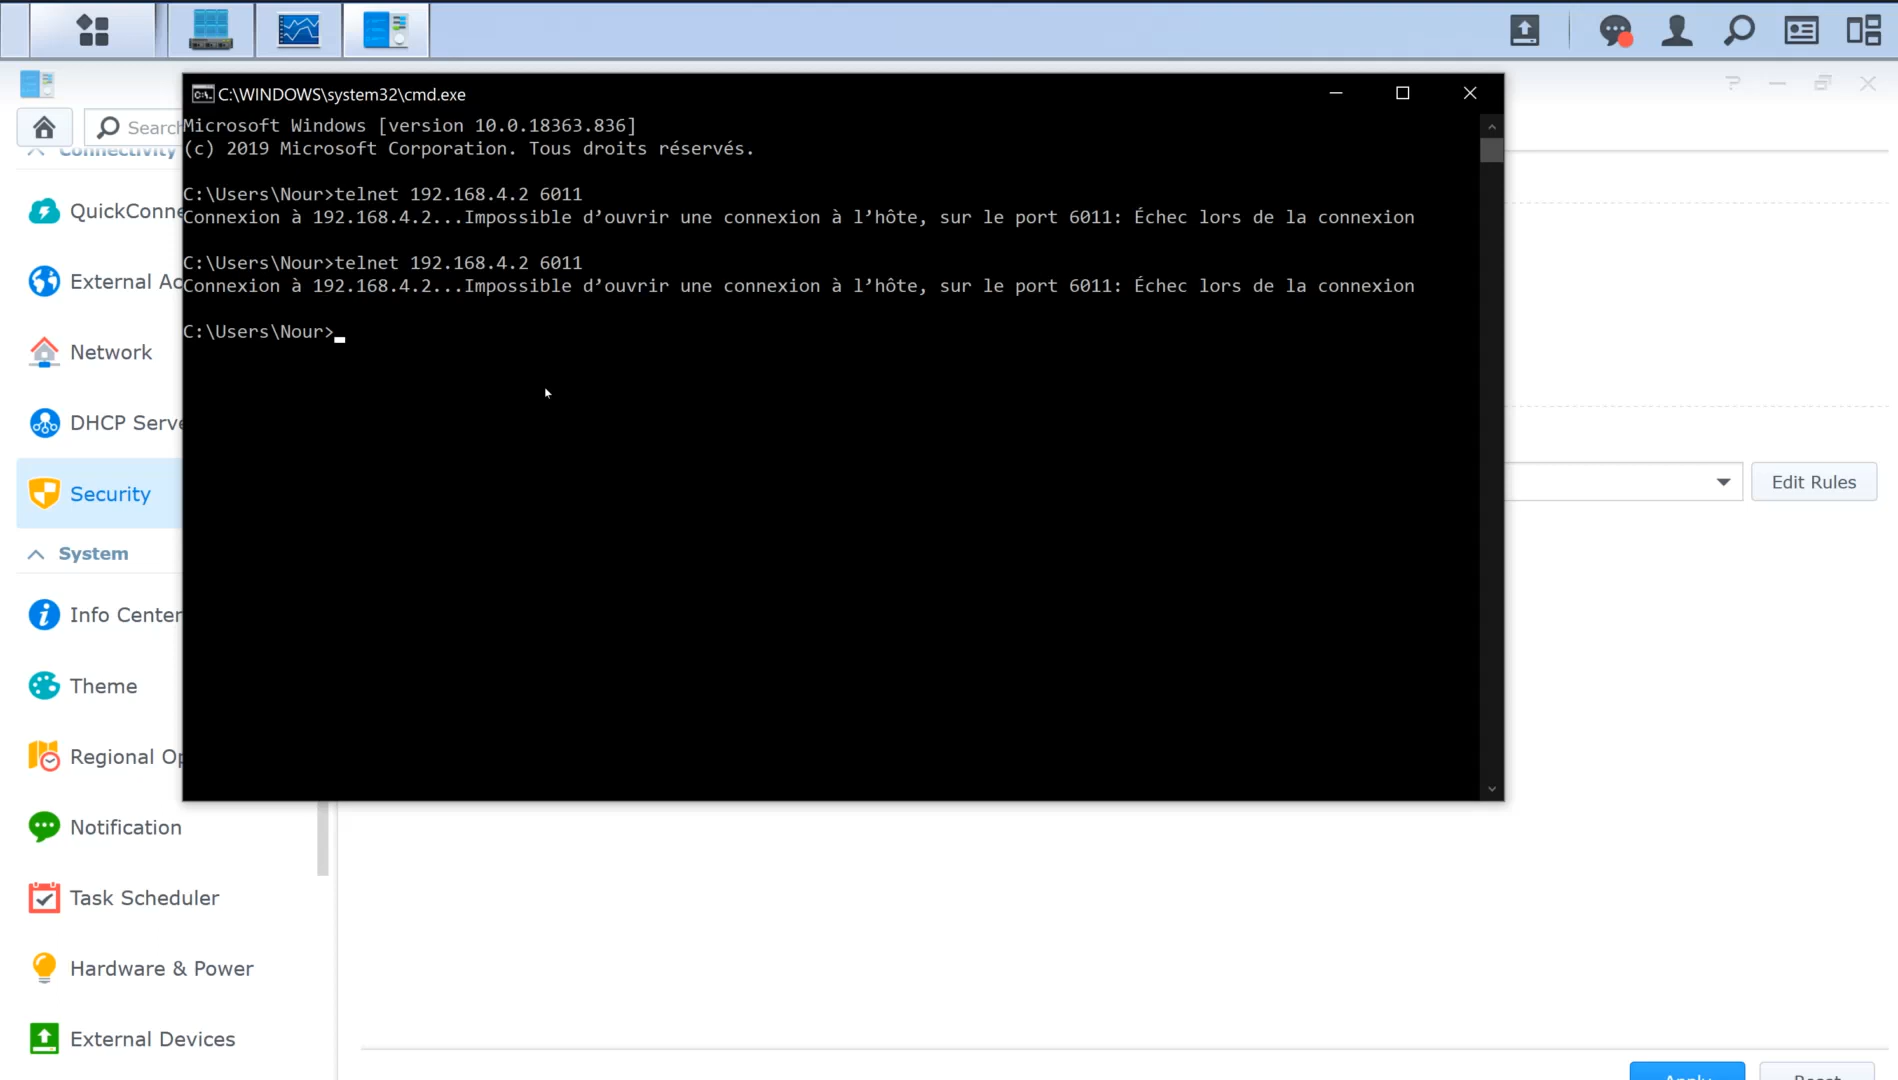 C:\WINDOWS\system32\cmd.exe
Microsoft Windows [version 10.0.18363.836]
(c) 2019 Microsoft Corporation. Tous droits réservés.
C:\Users\Nour>telnet 192.168.4.2 6011
Connexion à 192.168.4.2...Impossible d’ouvrir une connexion à l’hôte, sur le port 6011: Échec lors de la connexion
C:\Users\Nour>telnet 192.168.4.2 6011
Connexion à 192.168.4.2...Impossible d’ouvrir une connexion à l’hôte, sur le port 6011: Échec lors de la connexion
C:\Users\Nour>
Search
Connectivity
QuickConne
External Ac
Network
DHCP Serve
Security
System
Info Center
Theme
Regional Op
Notification
Task Scheduler
Hardware & Power
External Devices
Edit Rules
Apply
Reset